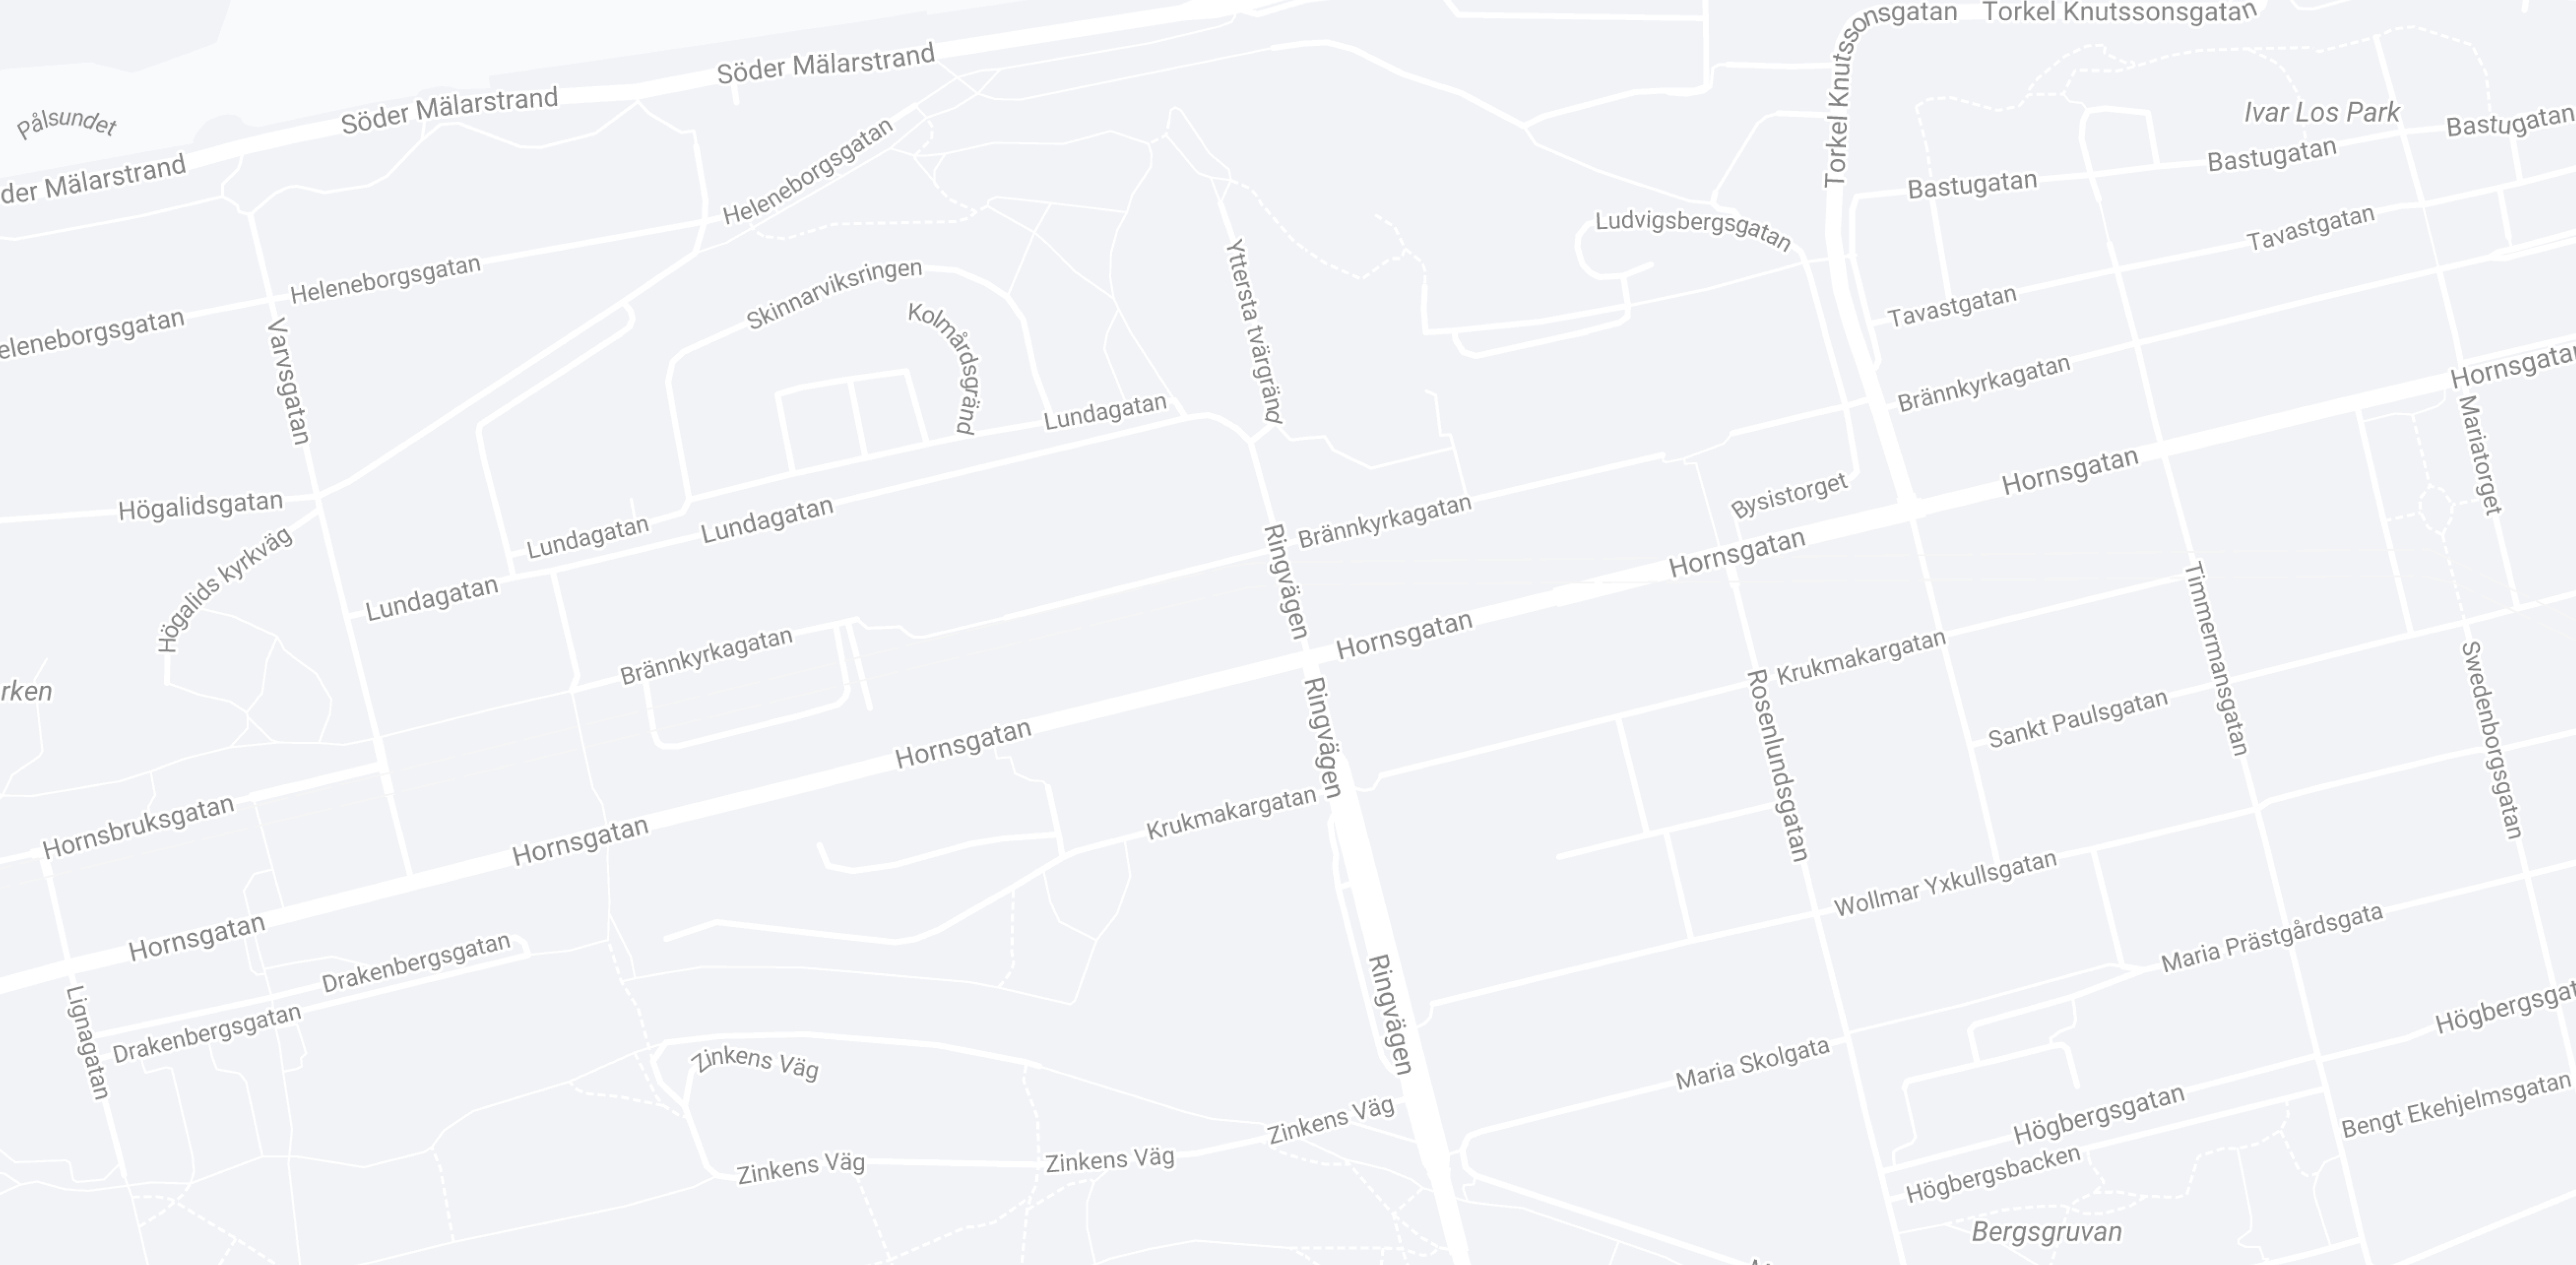 sonsgatan
Torkel Knutssonsgatan
Torkel Knutssonsgatan
Söder Mälarstrand
Söder Mälarstrand
der Mälarstrand
Pålsundet
Ivar Los Park
Bastugatan
Bastugatan
Bastugatan
Heleneborgsgatan
Heleneborgsgatan
eleneborgsgatan
Ludvigsbergsgatan
Tavastgatan
Tavastgatan
Skinnarviksringen
Kolmårdsgränd
Yttersta tvärgränd
Varvsgatan
Brännkyrkagatan
Hornsgatan
Mariatorget
Lundagatan
Högalidsgatan
Lundagatan
Lundagatan
Lundagatan
Brännkyrkagatan
Bysistorget
Hornsgatan
Hornsgatan
Högalids kyrkväg
Ringvägen
Hornsgatan
Brännkyrkagatan
Krukmakargatan
Timmermansgatan
Swedenborgsgatan
Rosenlundsgatan
Sankt Paulsgatan
rken
Ringvägen
Hornsgatan
Krukmakargatan
Hornsbruksgatan
Hornsgatan
Hornsgatan
Wollmar Yxkullsgatan
Maria Prästgårdsgata
Drakenbergsgatan
Drakenbergsgatan
Lignagatan
Ringvägen
Högbergsgat
Zinkens Väg
Maria Skolgata
Zinkens Väg
Högbergsgatan
Bengt Ekehjelmsgatan
Zinkens Väg
Zinkens Väg
Högbergsbacken
Bergsgruvan